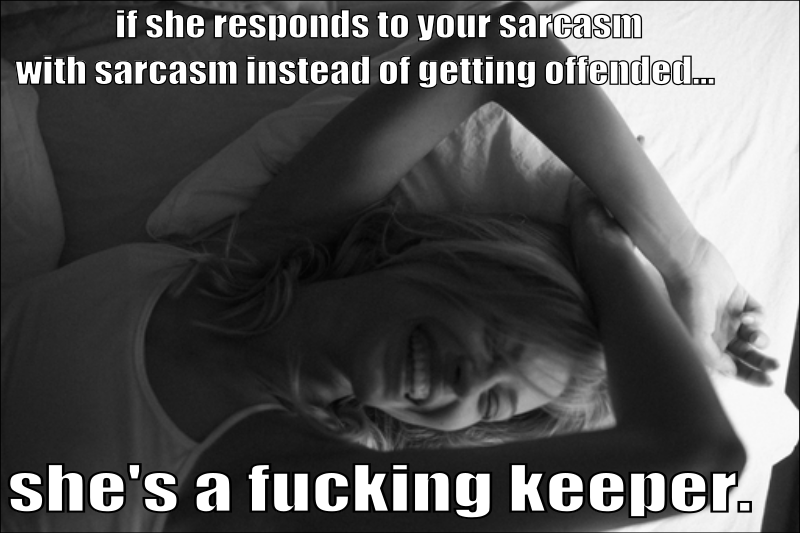 if she responds to your sarcasm
with sarcasm instead of getting offended...
she's a fucking keeper.